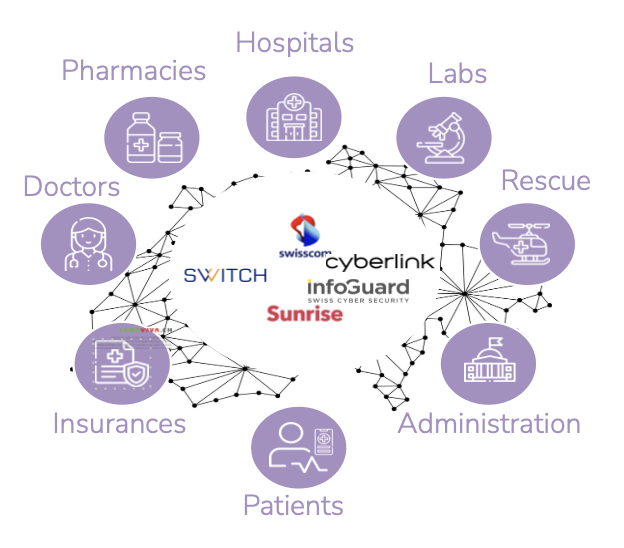 Hospitals
Pharmacies
Labs
Doctors
Rescue
swisscom
cyberlink
SWITCH
infoGuard
SWISS CYBER SECURITY
Sunrise
Insurances
Administration
Patients